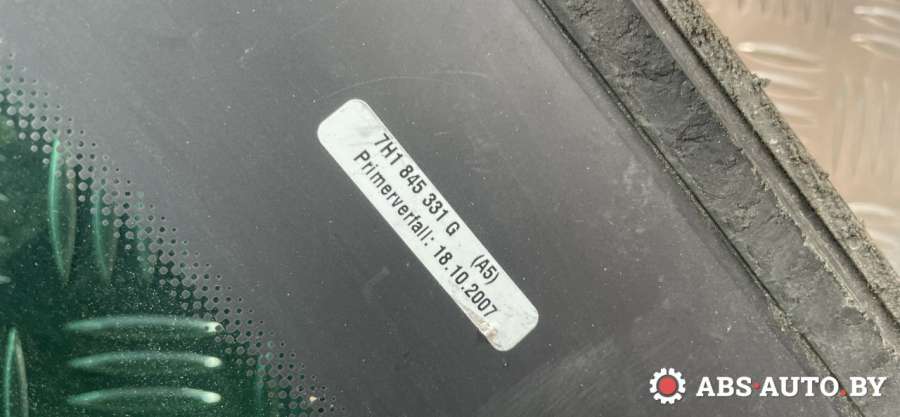 7H1 845 331 G (A5)
Primerverfall: 18.10.2007
ABS-AUTO.BY